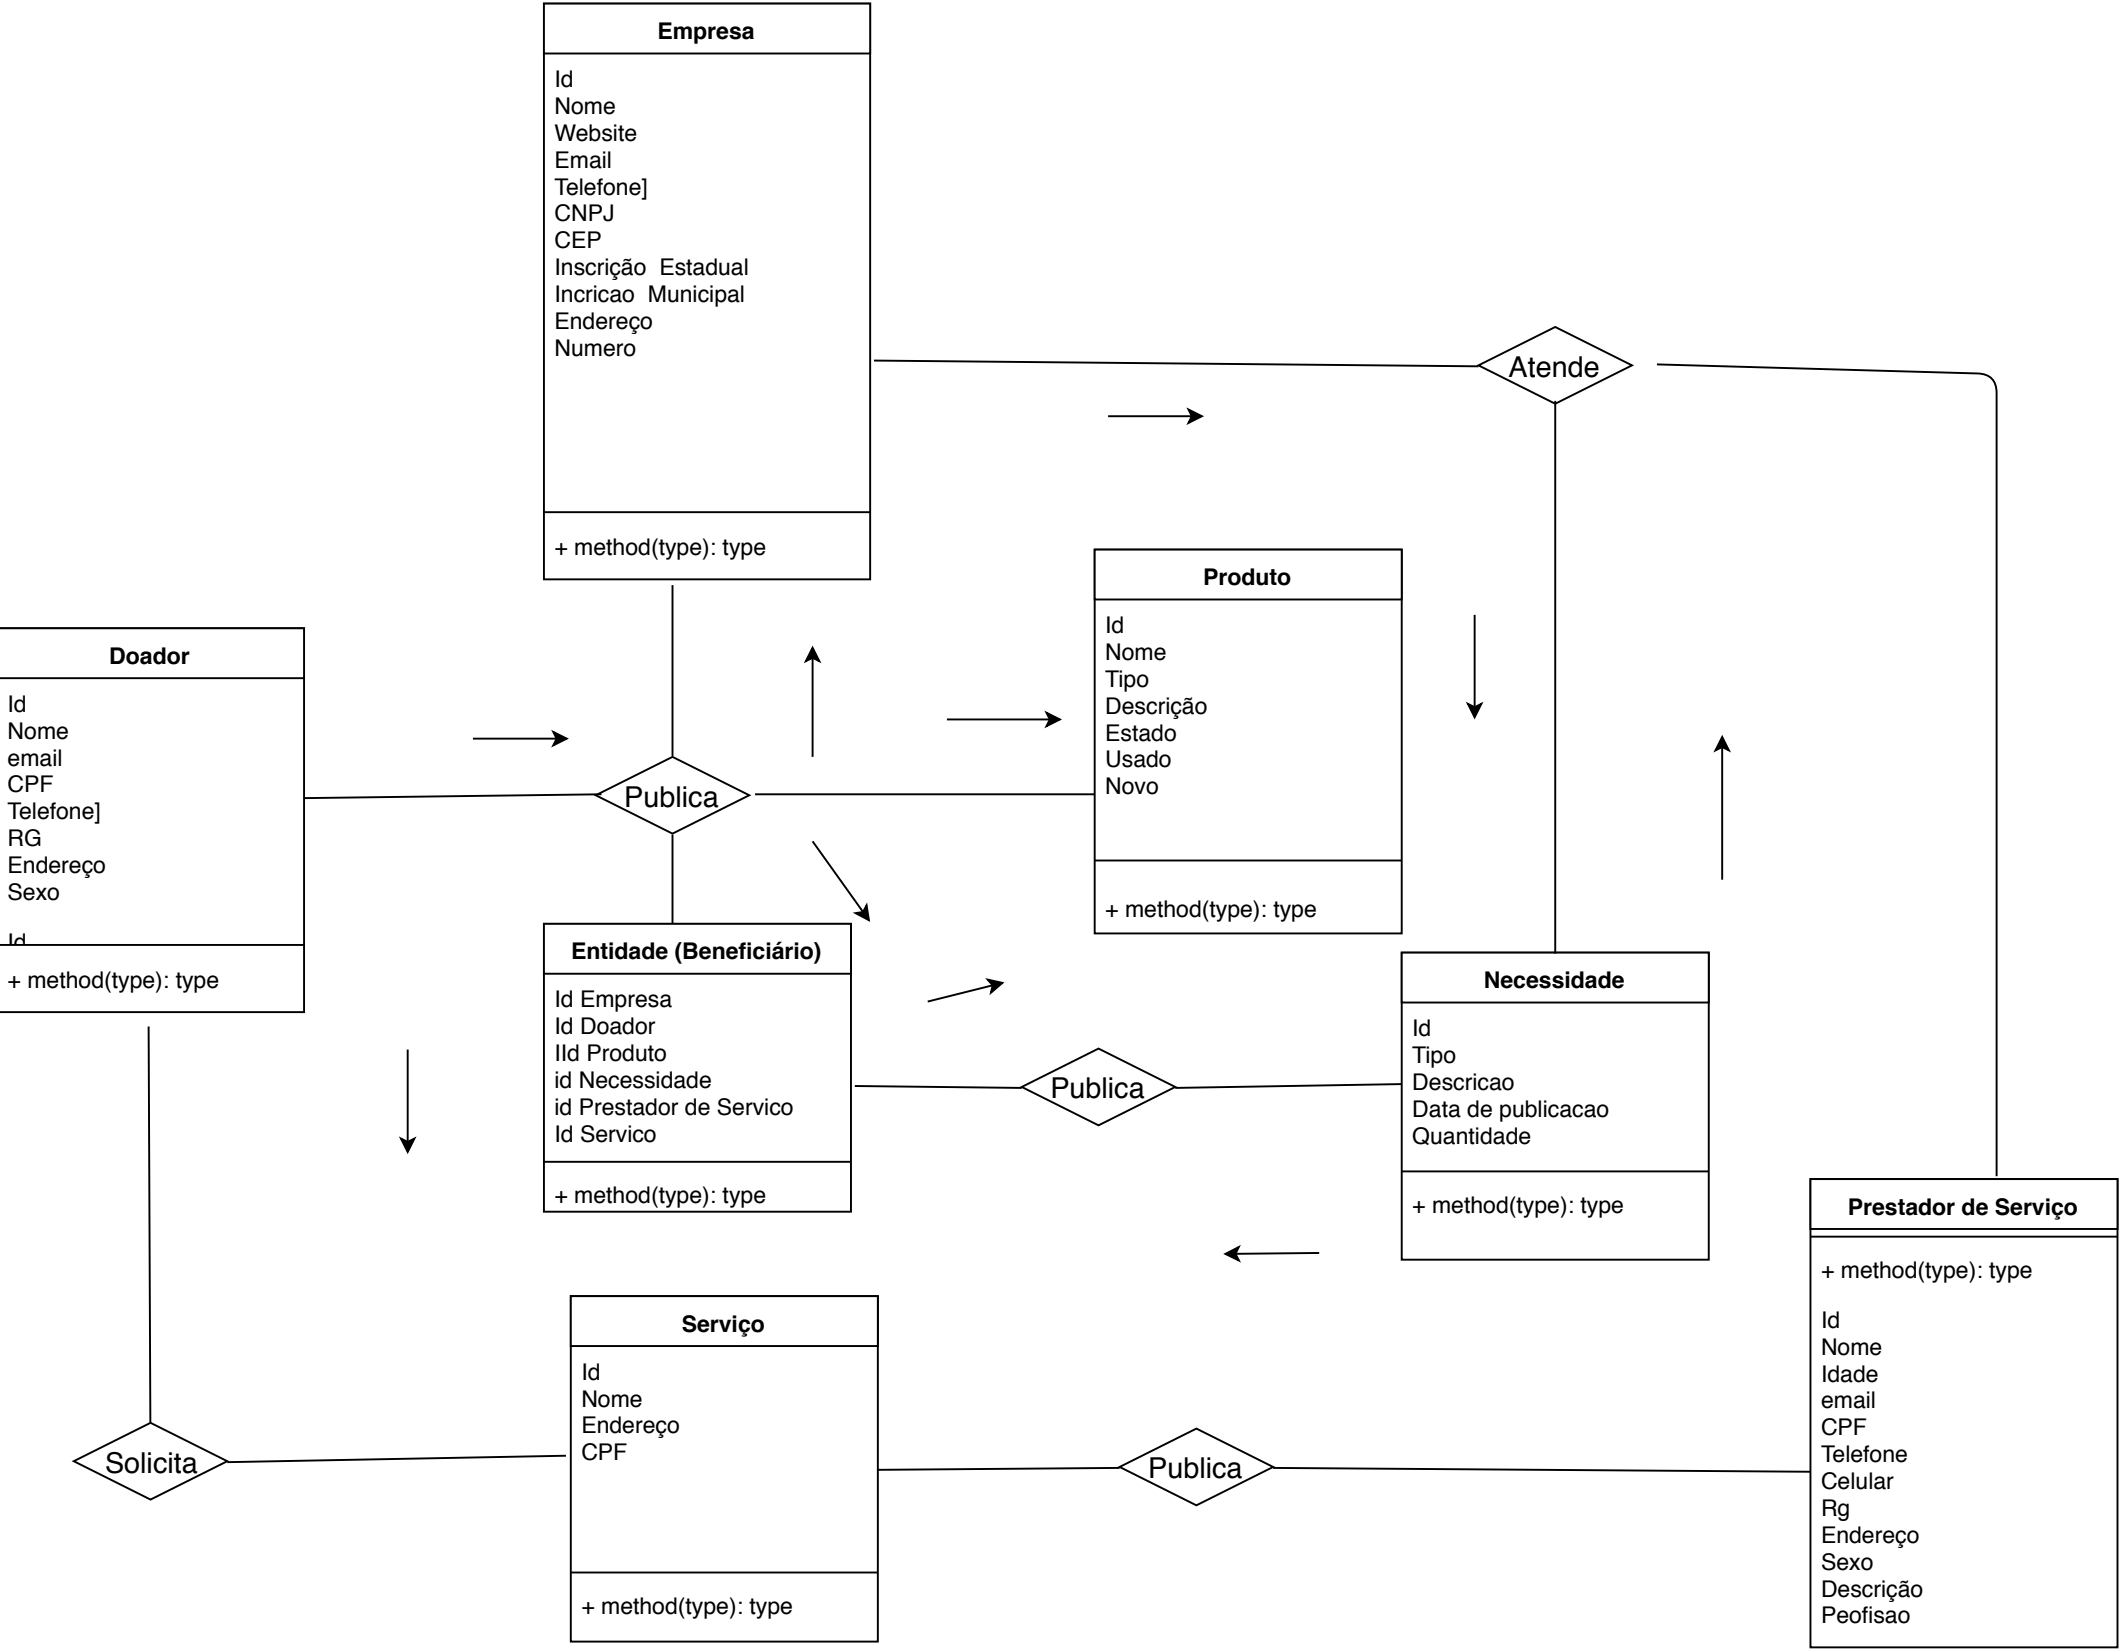 Empresa
Id
Nome
Website
Email
Telefone]
CNPJ
CEP
Inscrição  Estadual
Incricao  Municipal
Endereço
Numero
+ method(type): type
Atende
Produto
Id
Nome
Tipo
Descrição
Estado
Usado
Novo
+ method(type): type
Doador
Id
Nome
email
CPF
Telefone]
RG
Endereço
Sexo
Id
+ method(type): type
Publica
Entidade (Beneficiário)
Id Empresa
Id Doador
IId Produto
id Necessidade
id Prestador de Servico
Id Servico
+ method(type): type
Publica
Necessidade
Id
Tipo
Descricao
Data de publicacao
Quantidade
+ method(type): type
Prestador de Serviço
+ method(type): type
Id
Nome
Idade
email
CPF
Telefone
Celular
Rg
Endereço
Sexo
Descrição
Peofisao
Serviço
Id
Nome
Endereço
CPF
+ method(type): type
Solicita
Publica